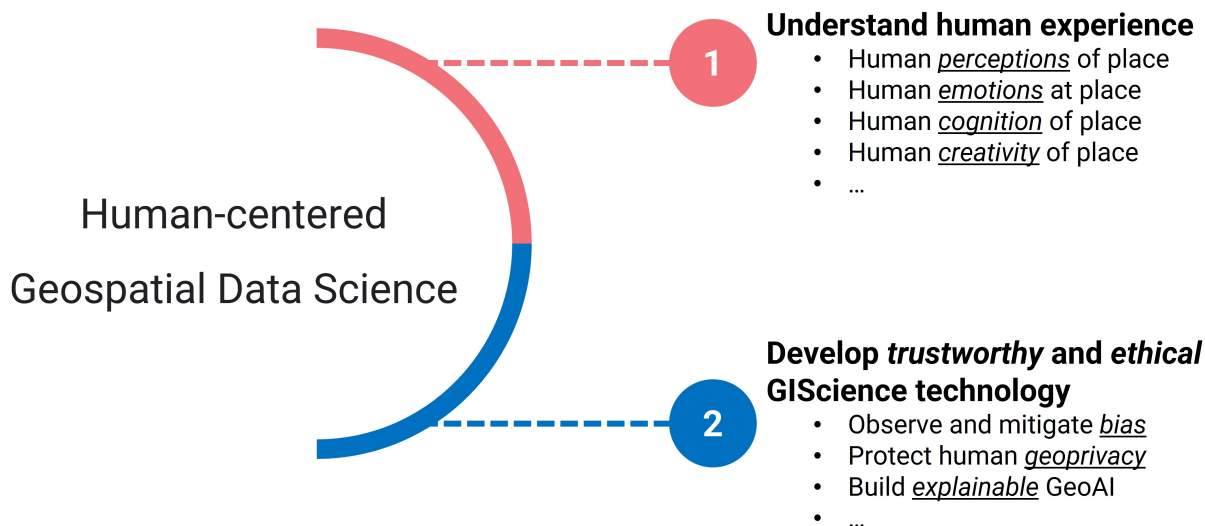 Human-centered
Geospatial Data Science
1
Understand human experience
• Human perceptions of place
• Human emotions at place
• Human cognition of place
• Human creativity of place
• ...
2
Develop trustworthy and ethical
GIScience technology
• Observe and mitigate bias
• Protect human geoprivacy
• Build explainable GeoAI
• ...